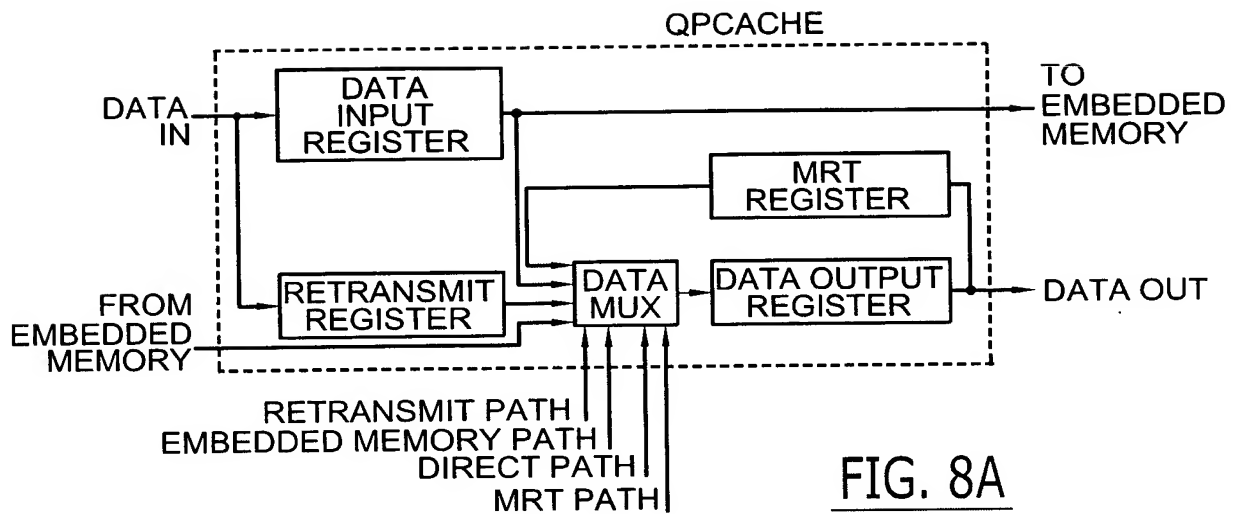 QPCACHE
DATA
IN
DATA
INPUT
REGISTER
TO
EMBEDDED
MEMORY
MRT
REGISTER
FROM
EMBEDDED
MEMORY
RETRANSMIT
REGISTER
DATA
MUX
DATA OUTPUT
REGISTER
DATA OUT
RETRANSMIT PATH
EMBEDDED MEMORY PATH
DIRECT PATH
MRT PATH
FIG. 8A